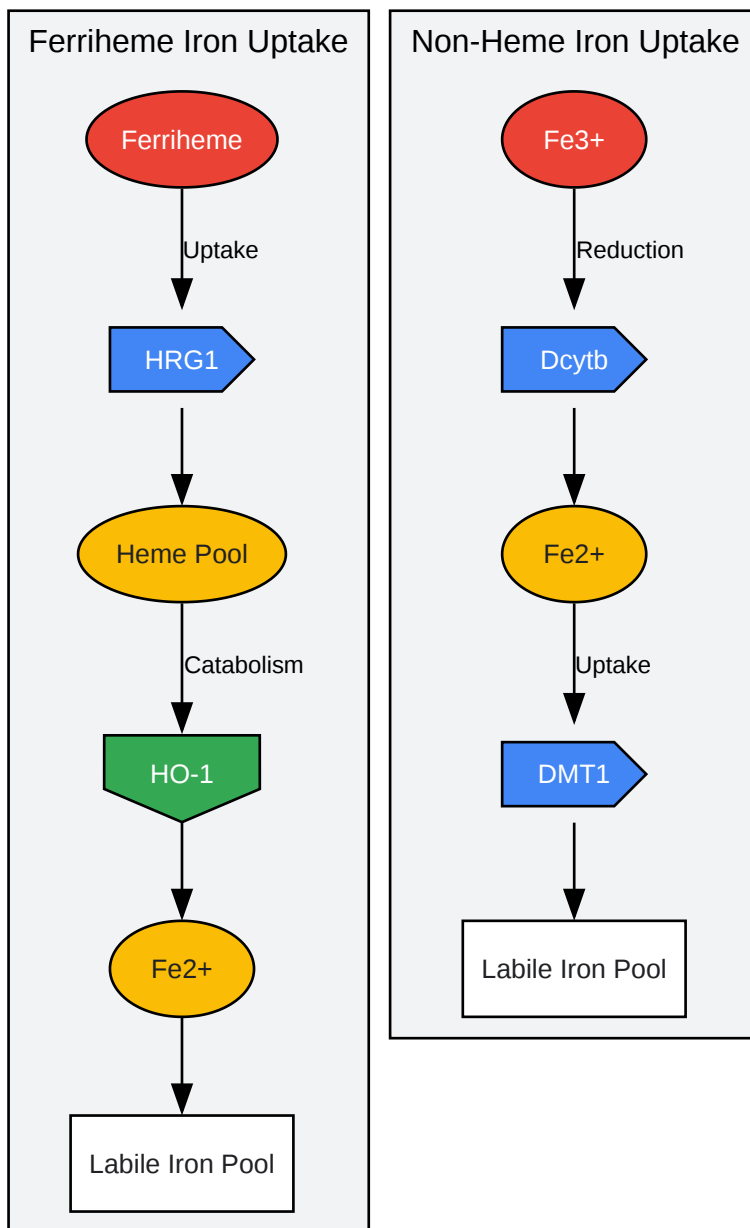 Ferriheme Iron Uptake
Ferriheme
Uptake
HRG1
Heme Pool
Catabolism
HO-1
Fe2+
Labile Iron Pool
Non-Heme Iron Uptake
Fe3+
Reduction
Dcytb
Fe2+
Uptake
DMT1
Labile Iron Pool